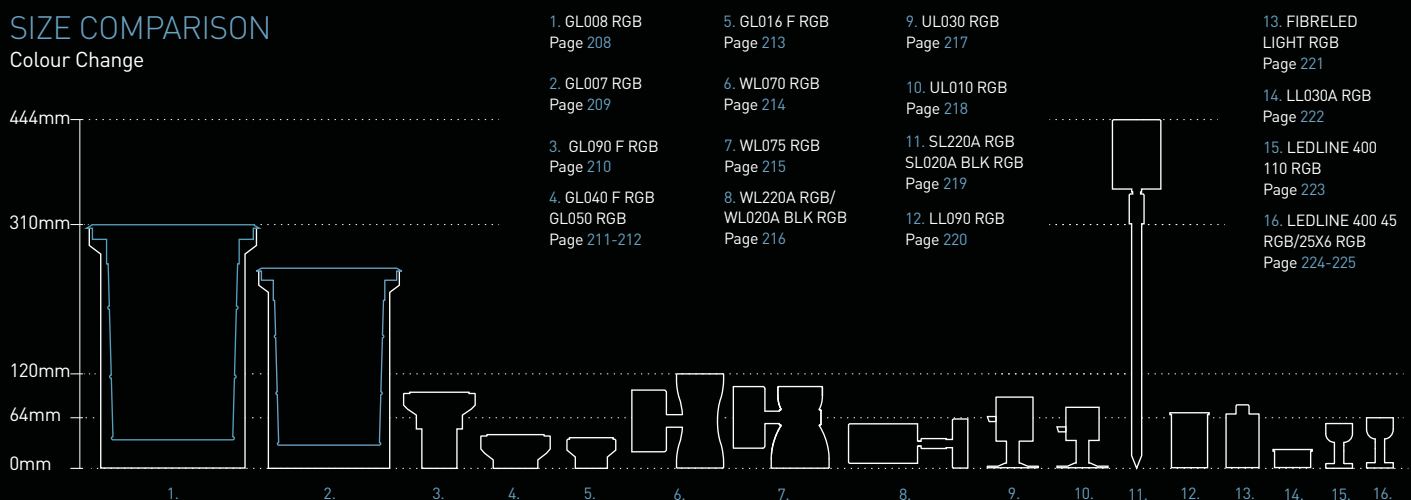 SIZE COMPARISON
Colour Change
1. GL008 RGB
Page 208
2. GL007 RGB
Page 209
3. GL090 F RGB
Page 210
4. GL040 F RGB
GL050 RGB
Page 211-212
5. GL016 F RGB
Page 213
6. WL070 RGB
Page 214
7. WL075 RGB
Page 215
8. WL220A RGB/
WL020A BLK RGB
Page 216
9. UL030 RGB
Page 217
10. UL010 RGB
Page 218
11. SL220A RGB
SL020A BLK RGB
Page 219
12. LL090 RGB
Page 220
13. FIBRELED
LIGHT RGB
Page 221
14. LL030A RGB
Page 222
15. LEDLINE 400
110 RGB
Page 223
16. LEDLINE 400 45
RGB/25X6 RGB
Page 224-225
444mm
310mm
120mm
64mm
0mm
1. 2. 3. 4. 5. 6. 7. 8. 9. 10. 11. 12. 13. 14. 15. 16.